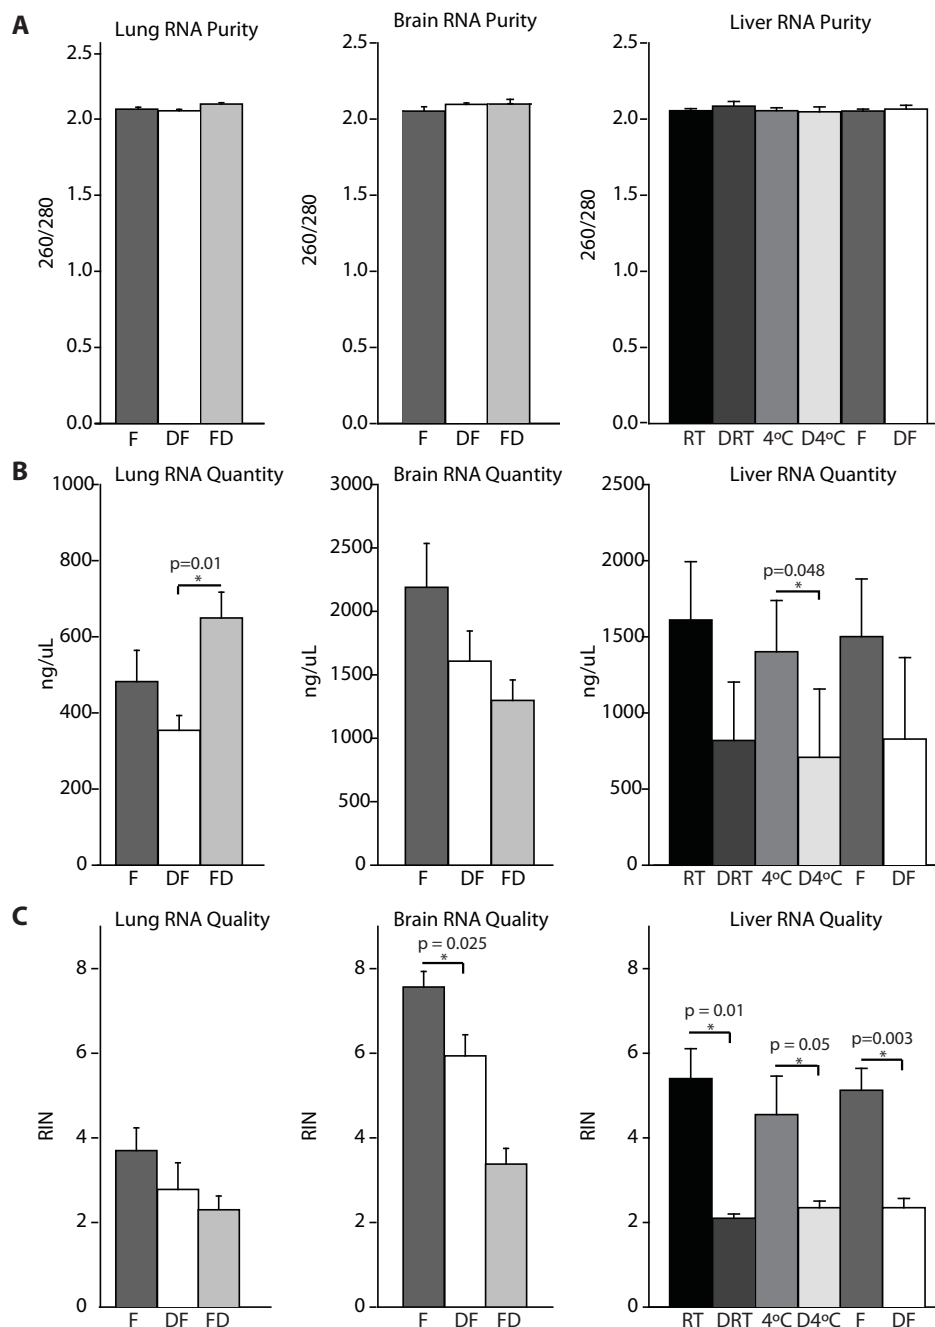 A
Lung RNA Purity
Brain RNA Purity
Liver RNA Purity
260/280
2.5
2.0
1.5
1.0
0.5
0.0
F DF FD
260/280
2.5
2.0
1.5
1.0
0.5
0.0
F DF FD
260/280
2.5
2.0
1.5
1.0
0.5
0.0
RT DRT 4ºC D4ºC F DF
B
Lung RNA Quantity
Brain RNA Quantity
Liver RNA Quantity
ng/uL
1000
800
600
400
200
0
p=0.01
*
F DF FD
ng/uL
3000
2500
2000
1500
1000
500
0
F DF FD
ng/uL
2500
2000
1500
1000
500
0
p=0.048
*
RT DRT 4ºC D4ºC F DF
C
Lung RNA Quality
Brain RNA Quality
Liver RNA Quality
RIN
8
6
4
2
0
F DF FD
RIN
8
6
4
2
0
p = 0.025
*
F DF FD
RIN
8
6
4
2
0
p = 0.01
*
p = 0.05
*
p=0.003
*
RT DRT 4ºC D4ºC F DF